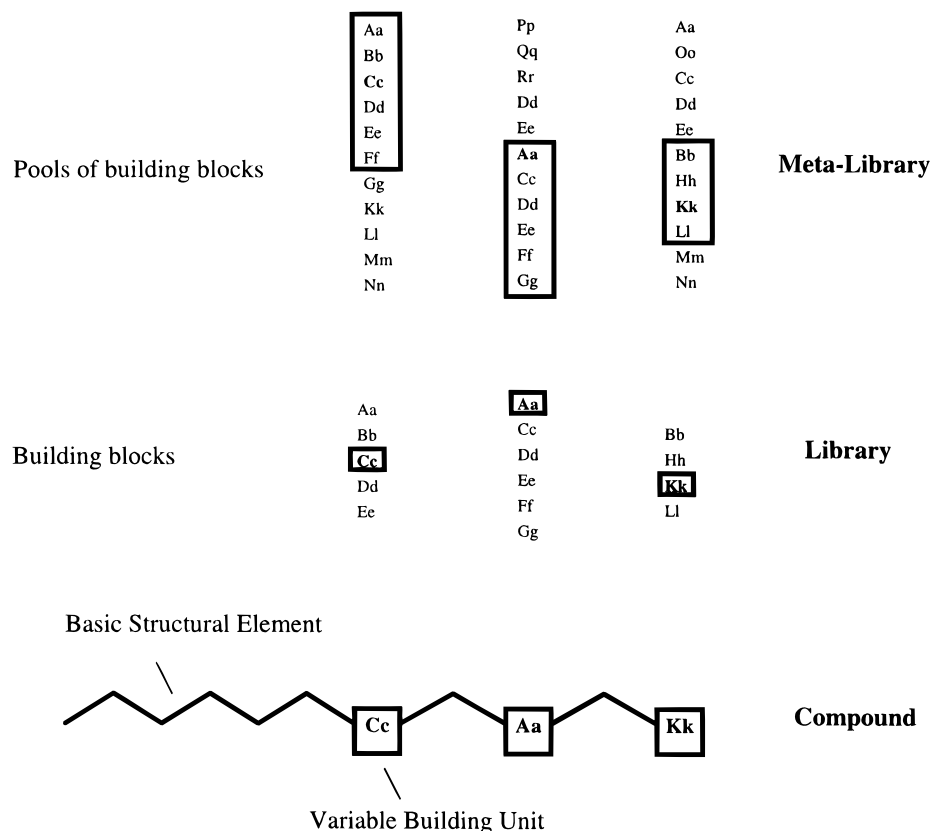 Aa Pp Aa
Bb Qq Oo
Cc Rr Cc
Dd Dd Dd
Ee Ee Ee
Ff Aa Bb
Pools of building blocks Meta-Library
Gg Cc Hh
Kk Dd Kk
Ll Ee Ll
Mm Ff Mm
Nn Gg Nn
Aa Aa
Bb Cc Bb
Building blocks Cc Dd Hh Library
Dd Ee Kk
Ee Ff Ll
Gg
Basic Structural Element
Cc Aa Kk Compound
Variable Building Unit